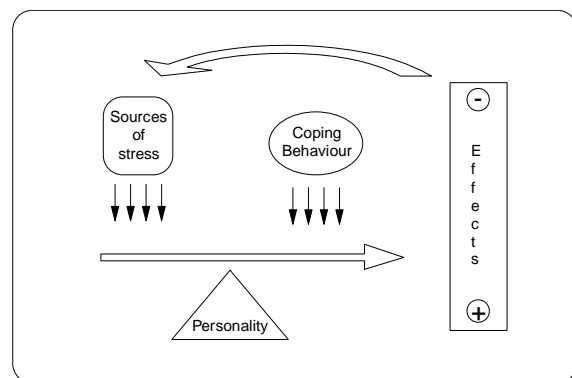 Sources
of
stress
Coping
Behaviour
-
E
f
f
e
c
t
s
+
Personality